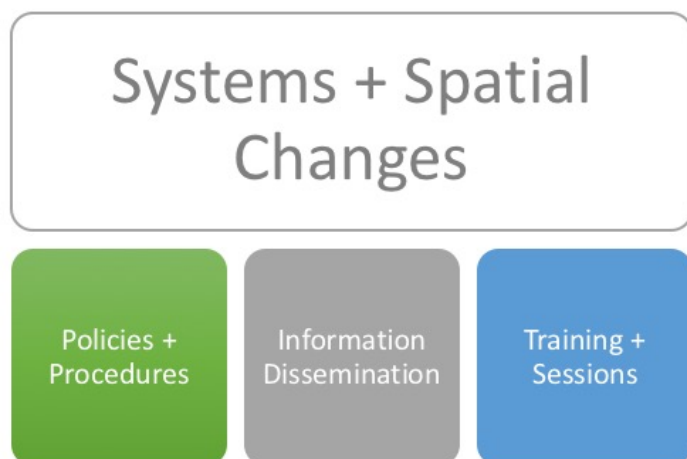 Systems + Spatial
Changes
Policies +
Procedures
Information
Dissemination
Training +
Sessions